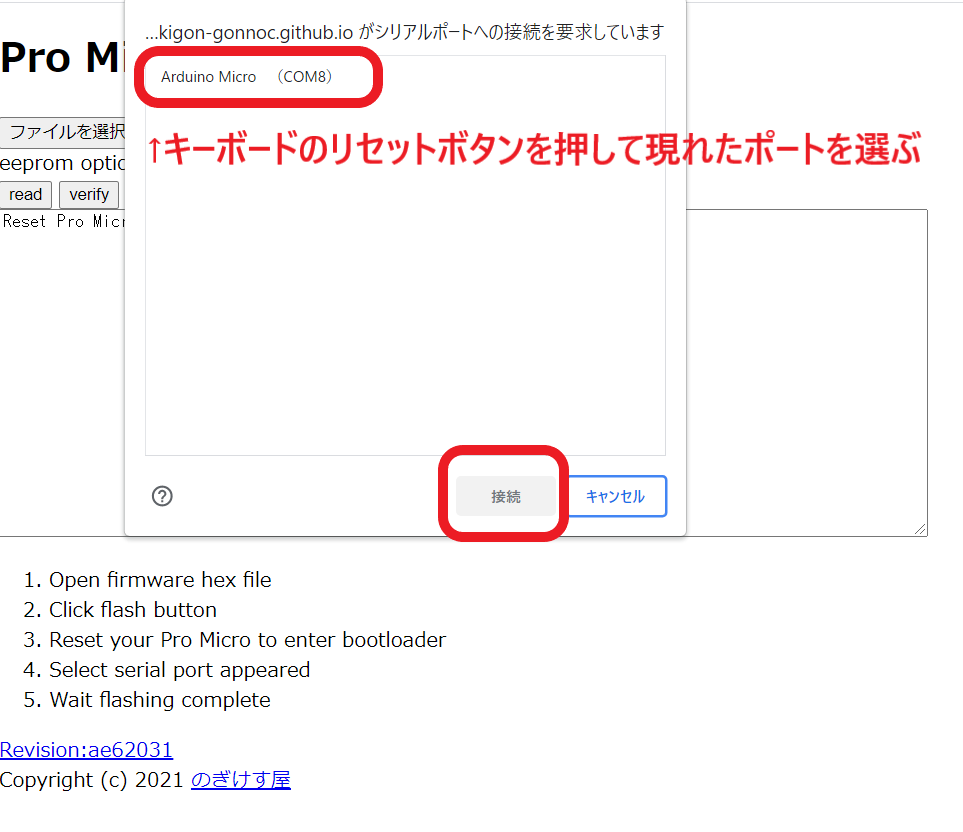 ...kigon-gonnoc.github.io がシリアルポートへの接続を要求しています
Pro Mi
Arduino Micro （COM8）
ファイルを選択
↑キーボードのリセットボタンを押して現れたポートを選ぶ
eeprom optio
read verify
Reset Pro Micr
接続 キャンセル
1. Open firmware hex file
2. Click flash button
3. Reset your Pro Micro to enter bootloader
4. Select serial port appeared
5. Wait flashing complete
Revision:ae62031
Copyright (c) 2021 のぎけす屋